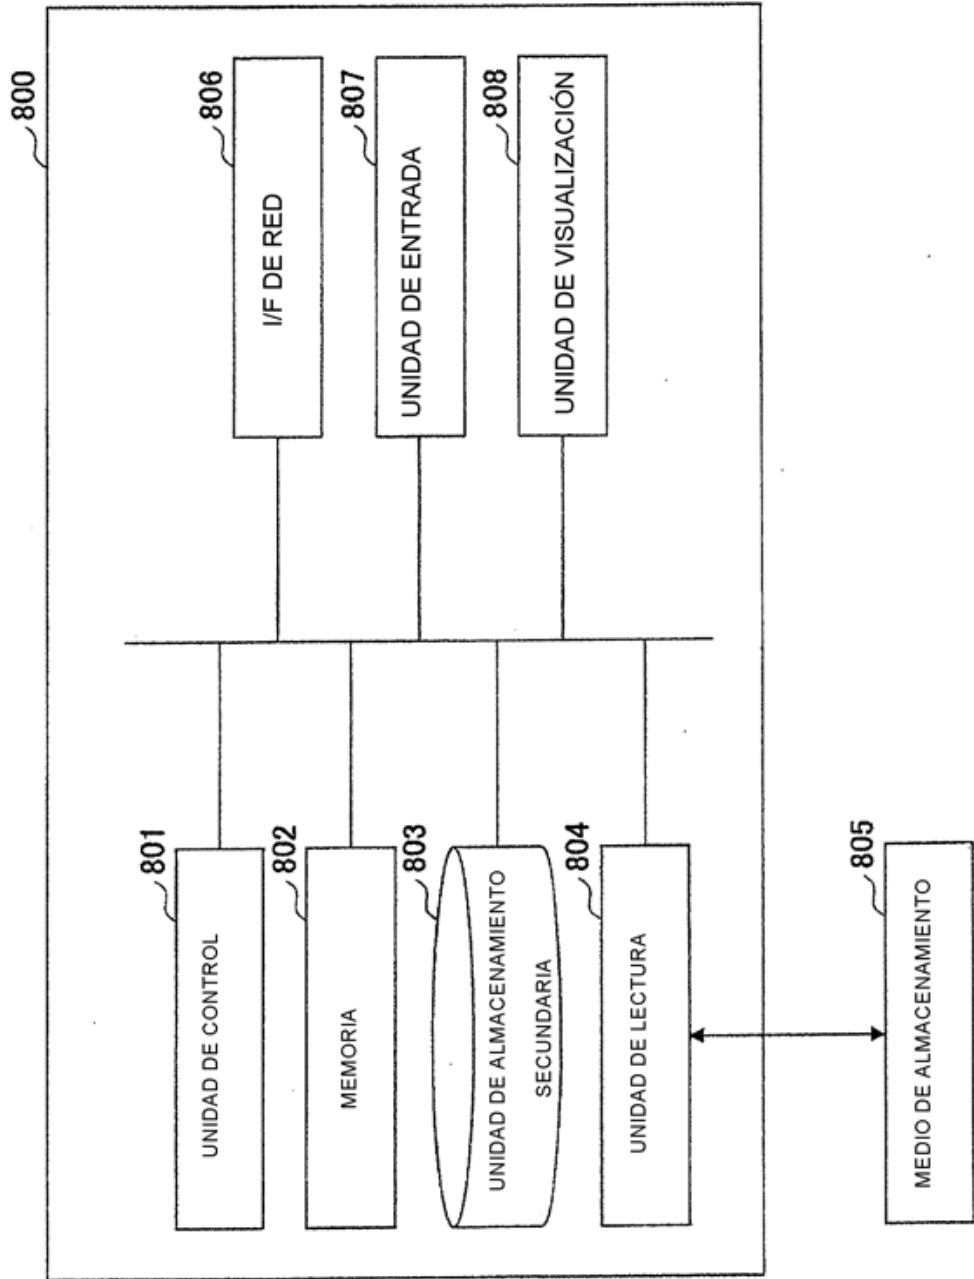 800
801
UNIDAD DE CONTROL
802
MEMORIA
803
UNIDAD DE ALMACENAMIENTO
SECUNDARIA
804
UNIDAD DE LECTURA
805
MEDIO DE ALMACENAMIENTO
806
I/F DE RED
807
UNIDAD DE ENTRADA
808
UNIDAD DE VISUALIZACIÓN